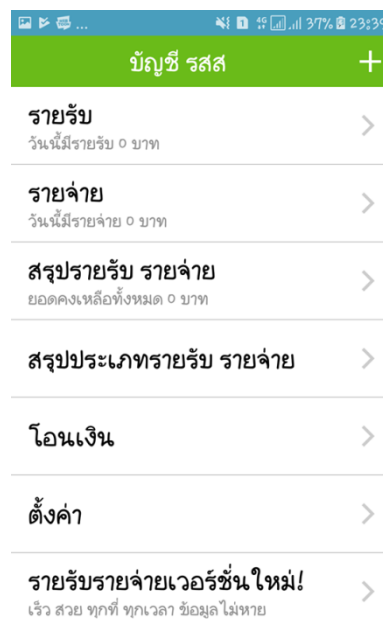 37% 23:39
บัญชี รสส
รายรับ
วันนี้มีรายรับ 0 บาท
รายจ่าย
วันนี้มีรายจ่าย 0 บาท
สรุปรายรับ รายจ่าย
ยอดคงเหลือทั้งหมด 0 บาท
สรุปประเภทรายรับ รายจ่าย
โอนเงิน
ตั้งค่า
รายรับรายจ่ายเวอร์ชั่นใหม่!
เร็ว สวย ทุกที่ ทุกเวลา ข้อมูลไม่หาย